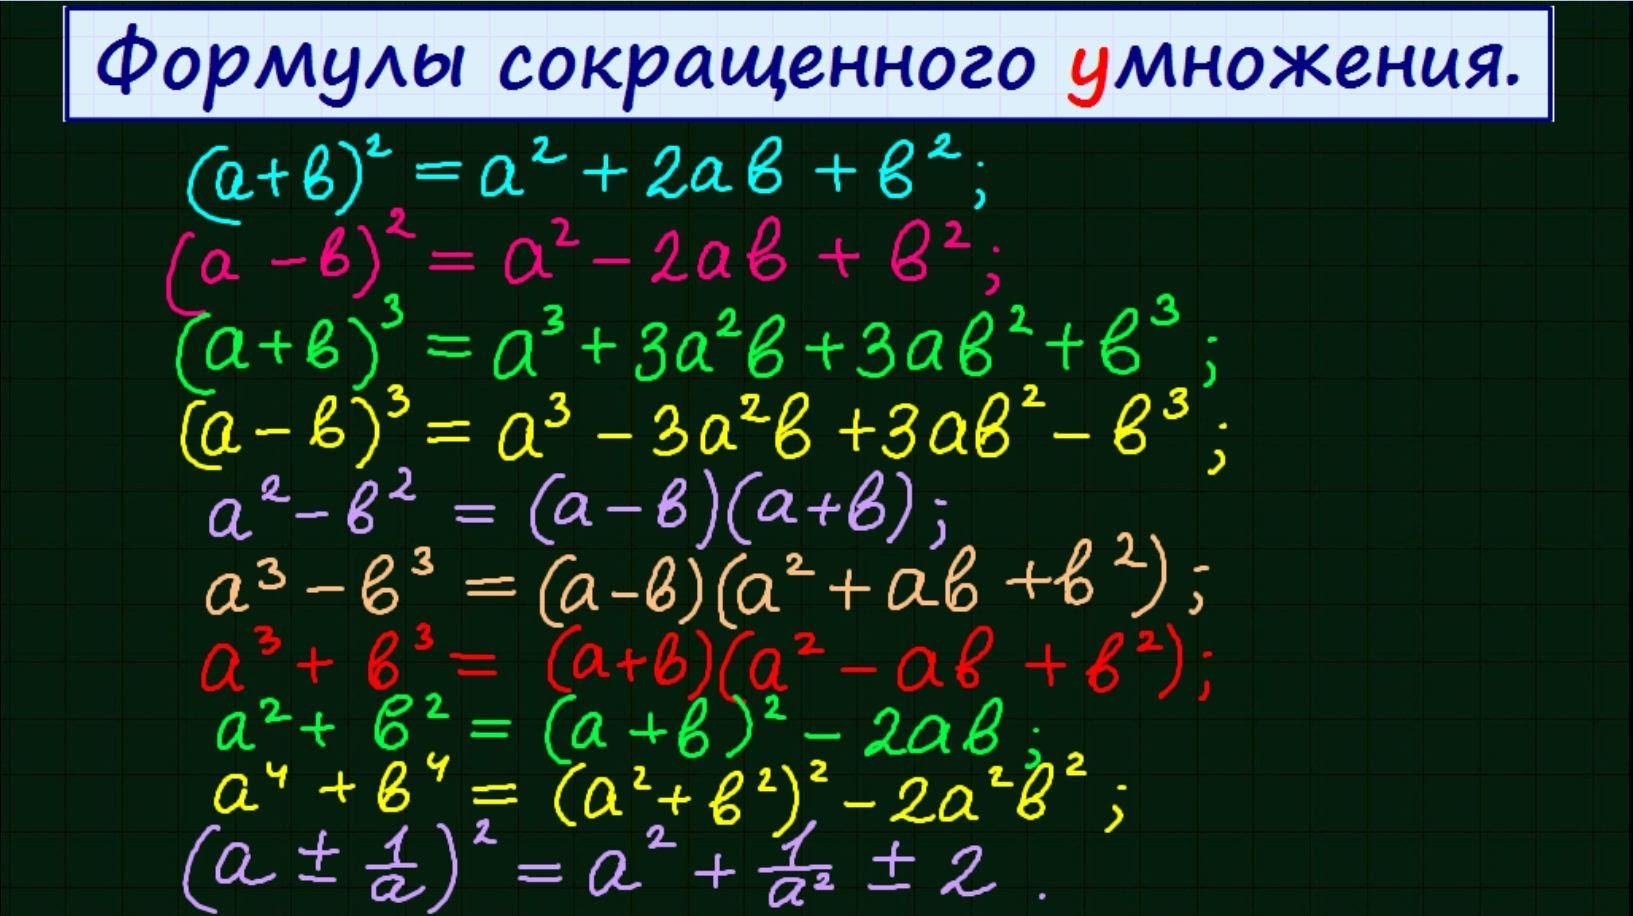 Формулы сокращенного умножения.
(a+в)² = a² + 2aв + в²;
(a - в)² = a² - 2aв + в²;
(a+в)³ = a³ + 3a²в + 3aв² + в³;
(a - в)³ = a³ - 3a²в + 3aв² - в³;
a² - в² = (a - в)(a+в);
a³ - в³ = (a-в)(a² + aв + в²);
a³ + в³ = (a+в)(a² - aв + в²);
a² + в² = (a + в)² - 2aв;
a⁴ + в⁴ = (a² + в²)² - 2a²в²;
(a ± 1/a)² = a² + 1/a² ± 2.